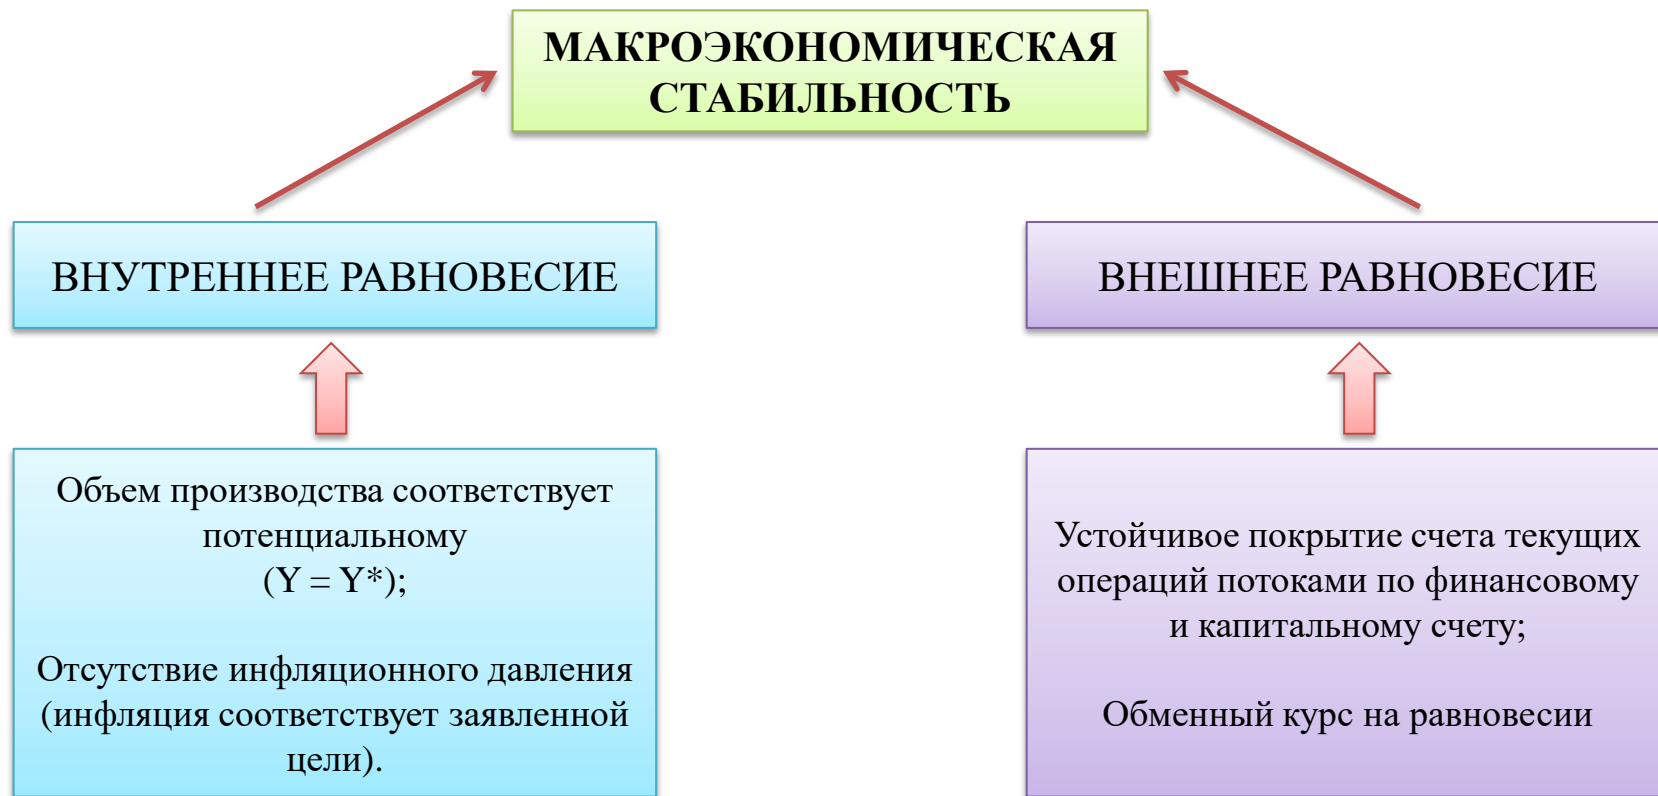 МАКРОЭКОНОМИЧЕСКАЯ
СТАБИЛЬНОСТЬ
ВНУТРЕННЕЕ РАВНОВЕСИЕ
ВНЕШНЕЕ РАВНОВЕСИЕ
Объем производства соответствует
потенциальному
(Y = Y*);
Отсутствие инфляционного давления
(инфляция соответствует заявленной
цели).
Устойчивое покрытие счета текущих
операций потоками по финансовому
и капитальному счету;
Обменный курс на равновесии